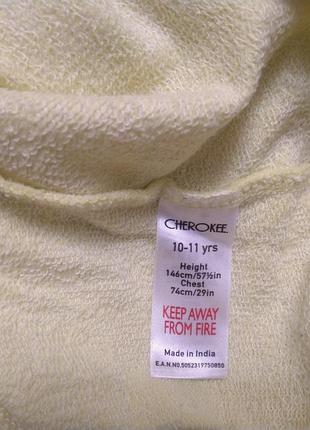 CHEROKEE
10-11 yrs
Height
146cm/57½in
Chest
74cm/29in
KEEP AWAY
FROM FIRE
Made in India
E.A.N.NO.5052319750850